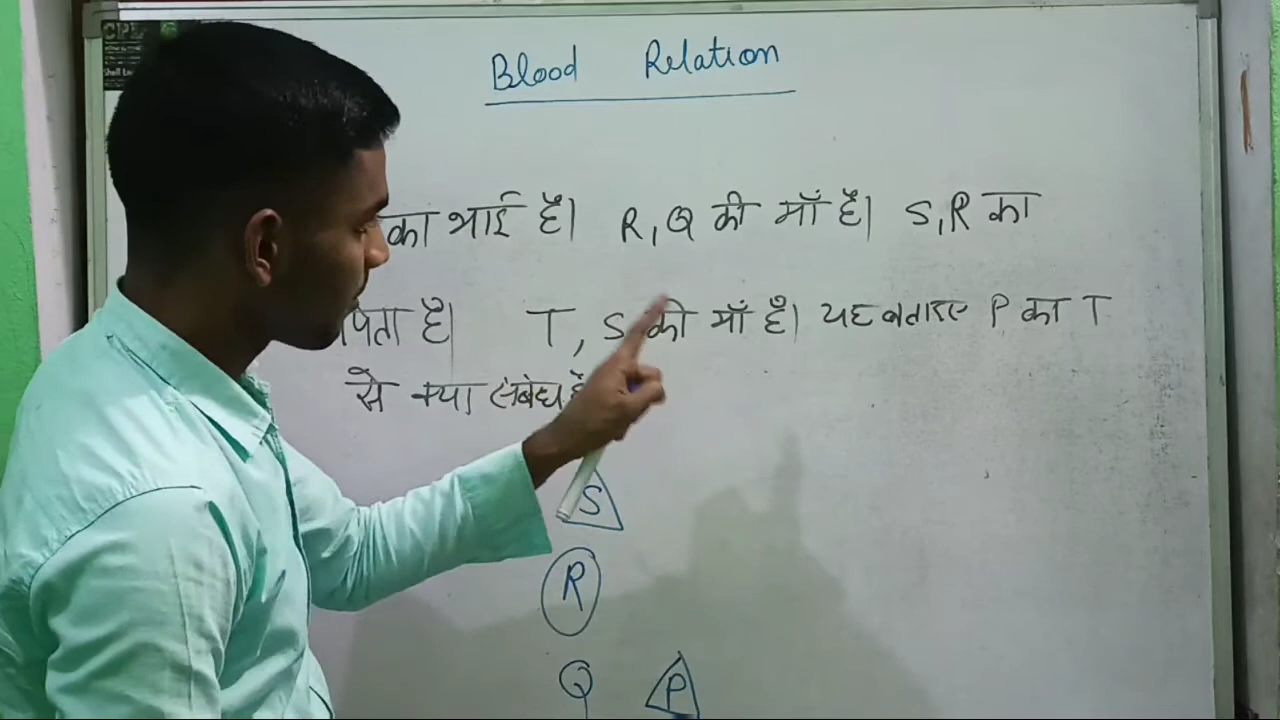 Blood Relation
का भाई है। R, Q की माँ है। S, R का
पिता है। T, S की माँ है। यह बताइए P का T
से क्या संबंध
S
R
Q P